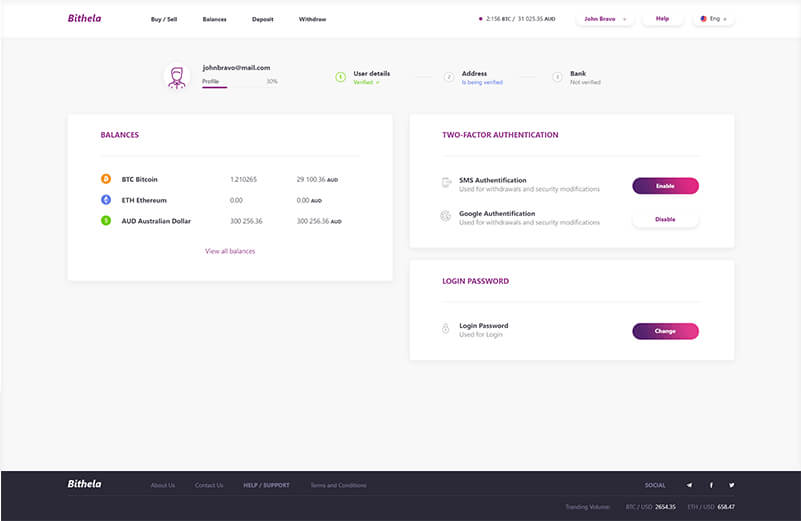 Bithela Buy / Sell Balances Deposit Withdraw 2.156 BTC / 31 025.35 AUD John Bravo Help Eng
johnbravo@mail.com
Profile 30%
1 User details
Verified
2 Address
Is being verified
3 Bank
Not verified
BALANCES
BTC Bitcoin 1.210265 29 100.36 AUD
ETH Ethereum 0.00 0.00 AUD
AUD Australian Dollar 300 256.36 300 256.36 AUD
View all balances
TWO-FACTOR AUTHENTICATION
SMS Authentification
Used for withdrawals and security modifications
Enable
Google Authentification
Used for withdrawals and security modifications
Disable
LOGIN PASSWORD
Login Password
Used for Login
Change
Bithela About Us Contact Us HELP / SUPPORT Terms and Conditions SOCIAL
Trending Volume: BTC / USD 2654.35 ETH / USD 658.47